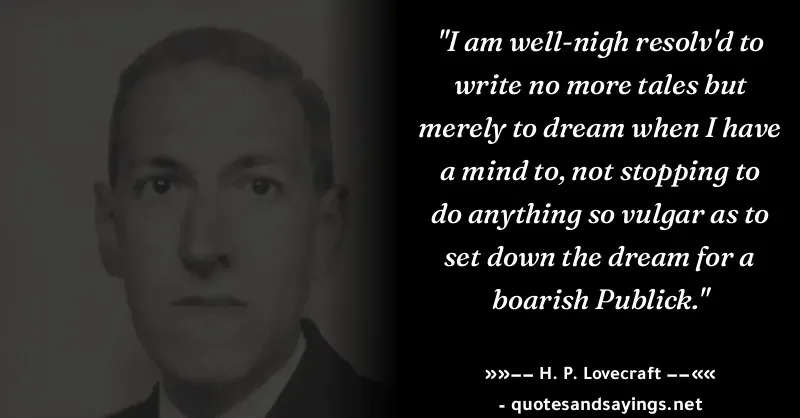 "I am well-nigh resolv'd to
write no more tales but
merely to dream when I have
a mind to, not stopping to
do anything so vulgar as to
set down the dream for a
boarish Publick."
»»—— H. P. Lovecraft ——««
- quotesandsayings.net